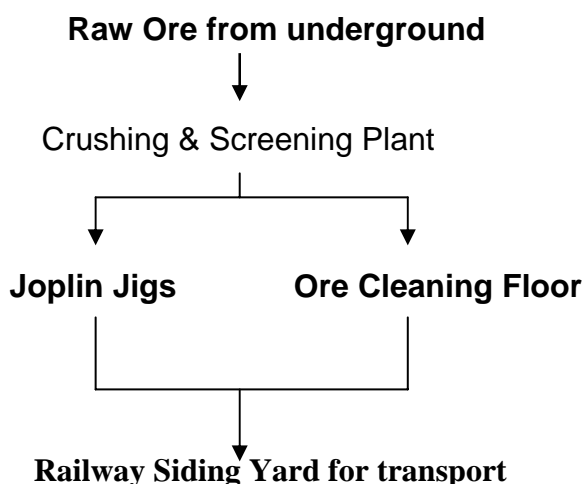 Raw Ore from underground
Crushing & Screening Plant
Joplin Jigs
Ore Cleaning Floor
Railway Siding Yard for transport